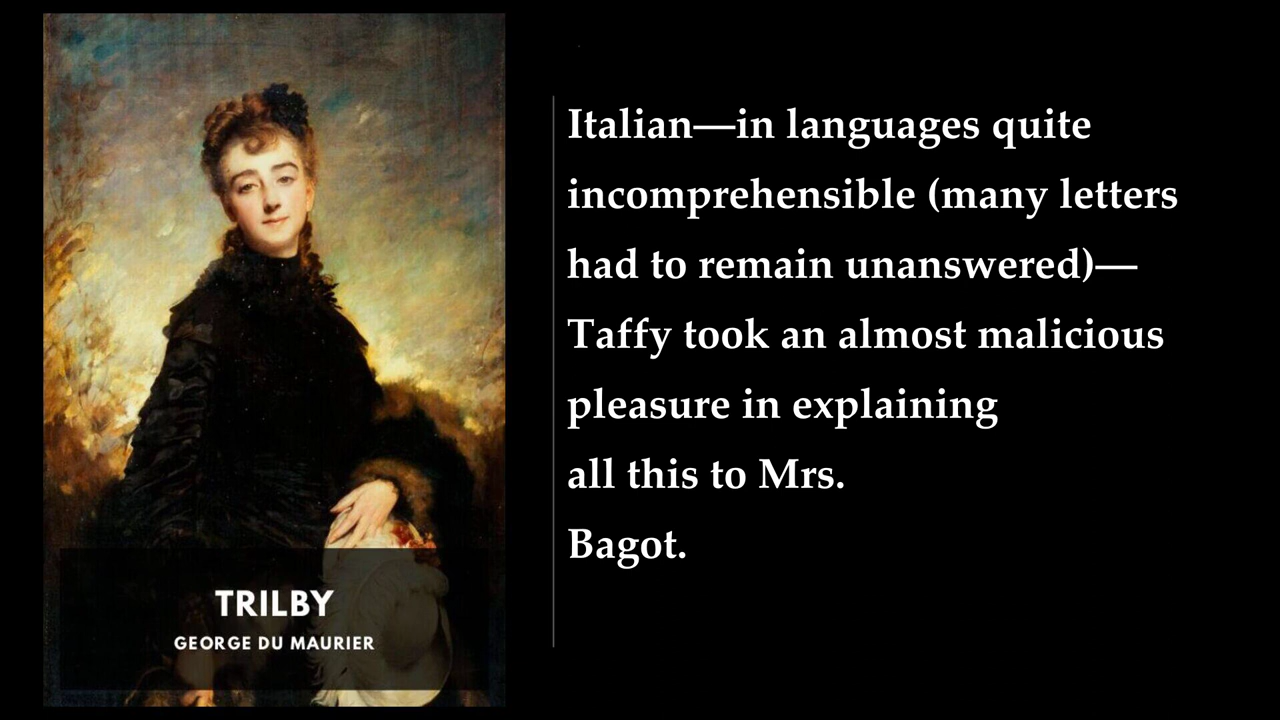 TRILBY
GEORGE DU MAURIER
Italian—in languages quite
incomprehensible (many letters
had to remain unanswered)—
Taffy took an almost malicious
pleasure in explaining
all this to Mrs.
Bagot.